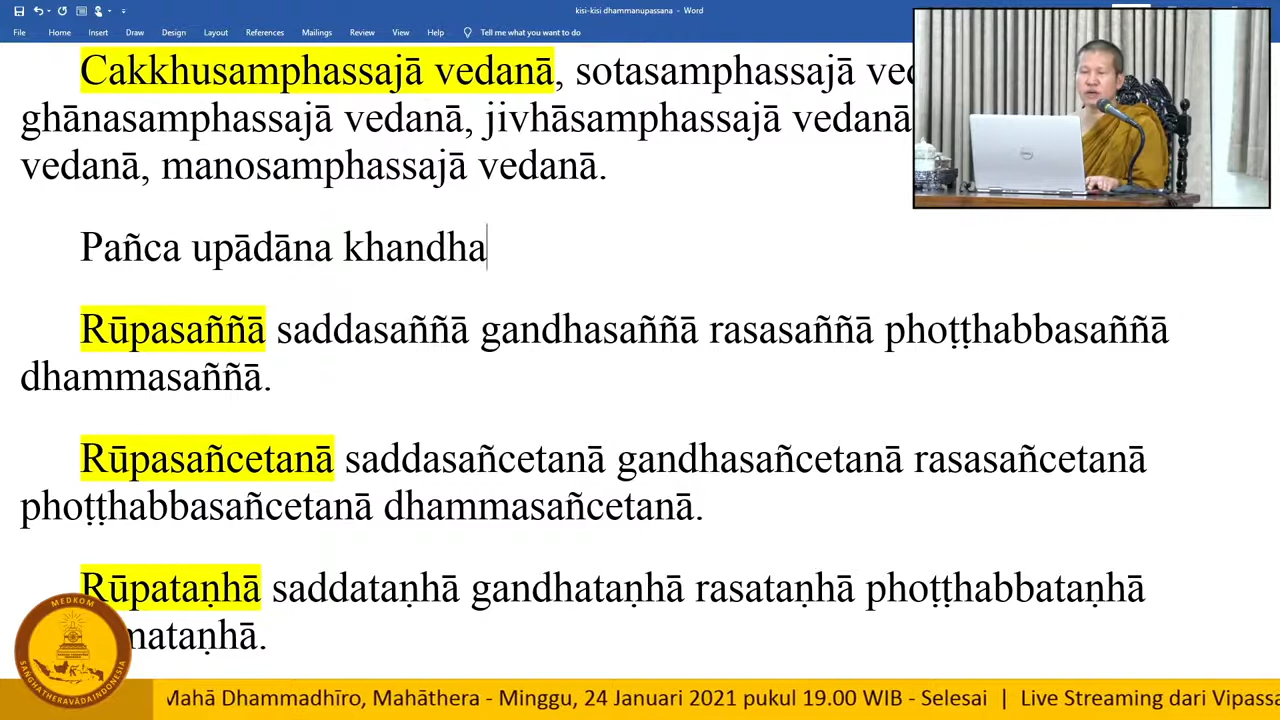 kisi-kisi dhammanupassana - Word
File Home Insert Draw Design Layout References Mailings Review View Help Tell me what you want to do
Cakkhusamphassajā vedanā, sotasamphassajā
ghānasamphassajā vedanā, jivhāsamphassajā vedanā
vedanā, manosamphassajā vedanā.
Pañca upādāna khandha
Rūpasaññā saddasaññā gandhasaññā rasasaññā phoṭṭhabbasaññā
dhammasaññā.
Rūpasañcetanā saddasañcetanā gandhasañcetanā rasasañcetanā
phoṭṭhabbasañcetanā dhammasañcetanā.
Rūpataṇhā saddataṇhā gandhataṇhā rasataṇhā phoṭṭhabbataṇhā
mataṇhā.
MEDKOM
SAṄGHATHERAVĀDAINDONESIA
Mahā Dhammadhīro, Mahāthera - Minggu, 24 Januari 2021 pukul 19.00 WIB - Selesai | Live Streaming dari Vipass